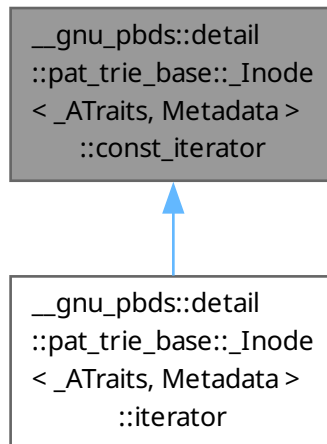 __gnu_pbds::detail
::pat_trie_base::_Inode
< _ATraits, Metadata >
::const_iterator
__gnu_pbds::detail
::pat_trie_base::_Inode
< _ATraits, Metadata >
::iterator